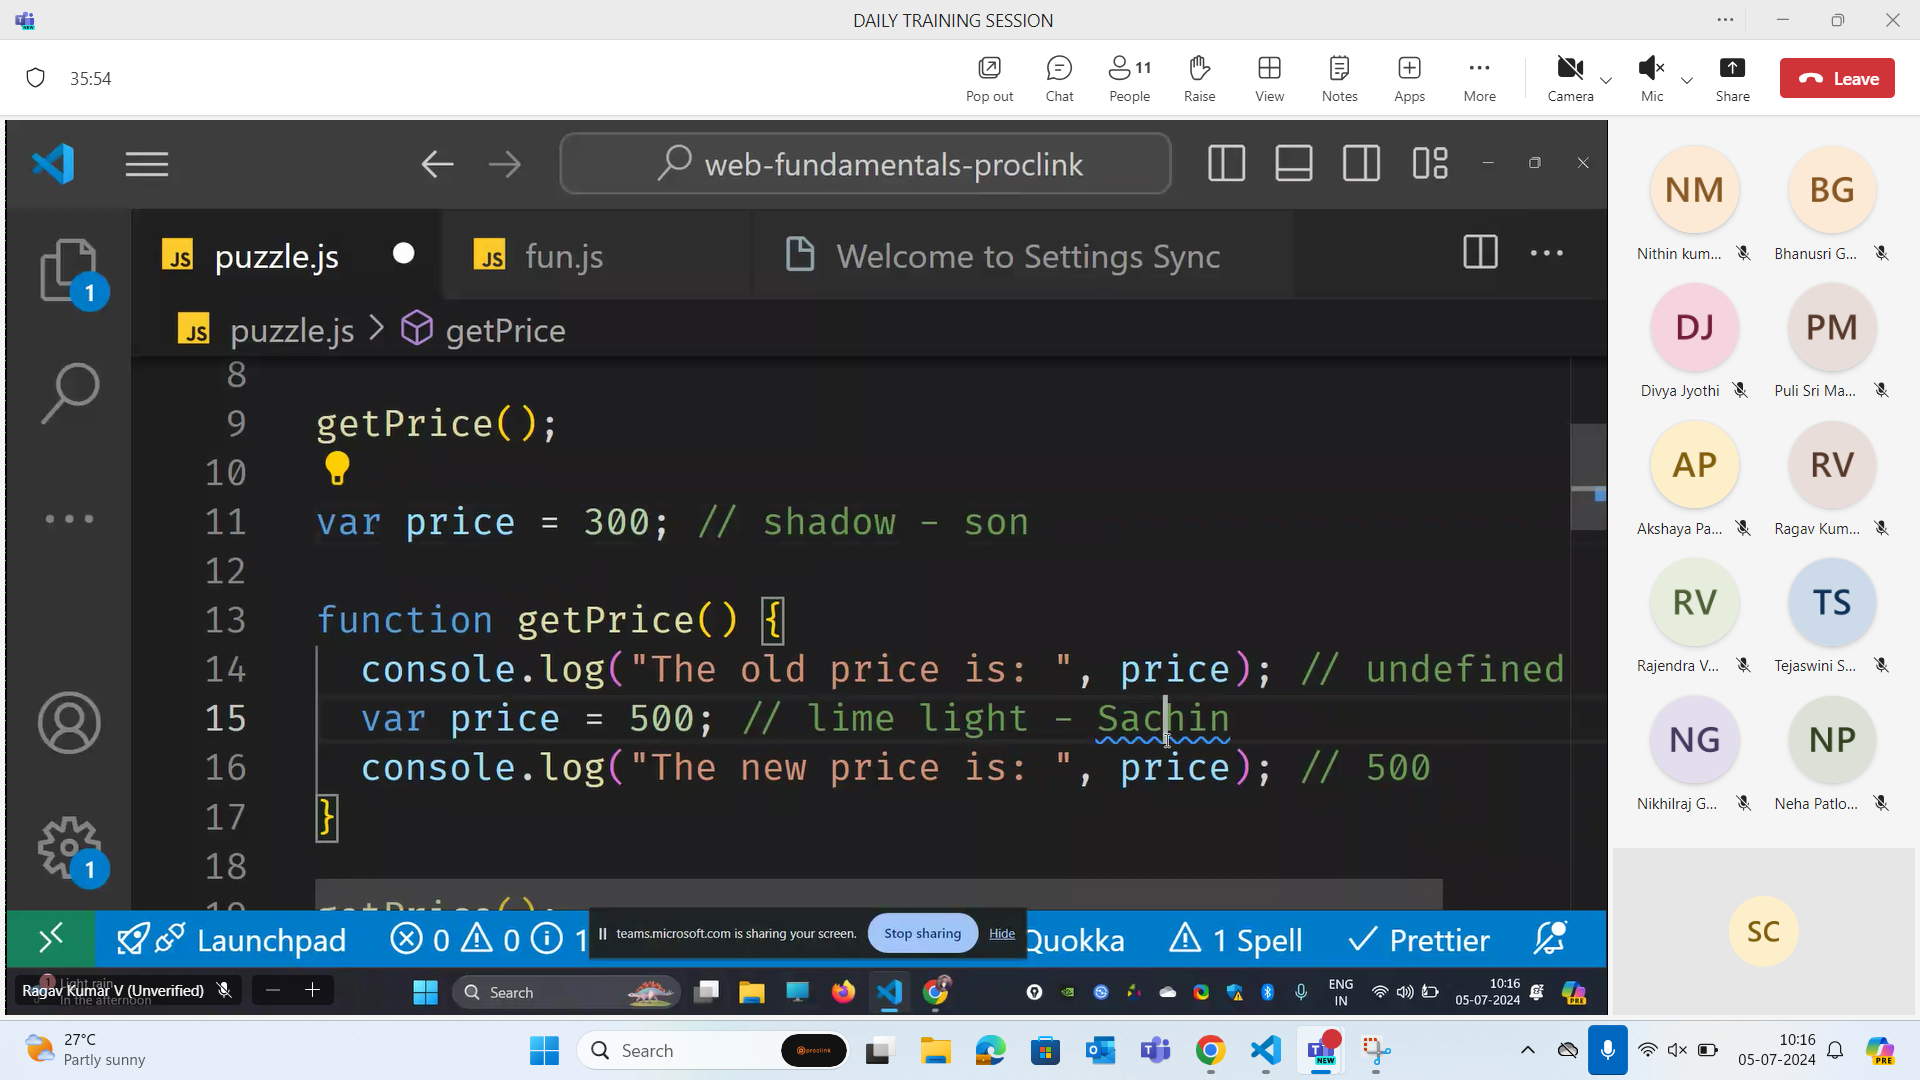 DAILY TRAINING SESSION
35:54
Pop out
Chat
11
People
Raise
View
Notes
Apps
More
Camera
Mic
Share
Leave
web-fundamentals-proclink
1
JS puzzle.js
JS fun.js
Welcome to Settings Sync
JS puzzle.js > getPrice
8
9 getPrice();
10
11 var price = 300; // shadow - son
12
13 function getPrice() {
14 console.log("The old price is: ", price); // undefined
15 var price = 500; // lime light - Sachin
16 console.log("The new price is: ", price); // 500
17 }
18
19 getPrice();
1
Launchpad
0
0
1
teams.microsoft.com is sharing your screen.
Stop sharing
Hide
Quokka
1 Spell
Prettier
Light rain
In the afternoon
Ragav Kumar V (Unverified)
Search
ENG
IN
10:16
05-07-2024
PRE
NM
Nithin kum...
BG
Bhanusri G...
DJ
Divya Jyothi
PM
Puli Sri Ma...
AP
Akshaya Pa...
RV
Ragav Kum...
RV
Rajendra V...
TS
Tejaswini S...
NG
Nikhilraj G...
NP
Neha Patlo...
SC
27°C
Partly sunny
Search
proclink
NEW
10:16
05-07-2024
PRE